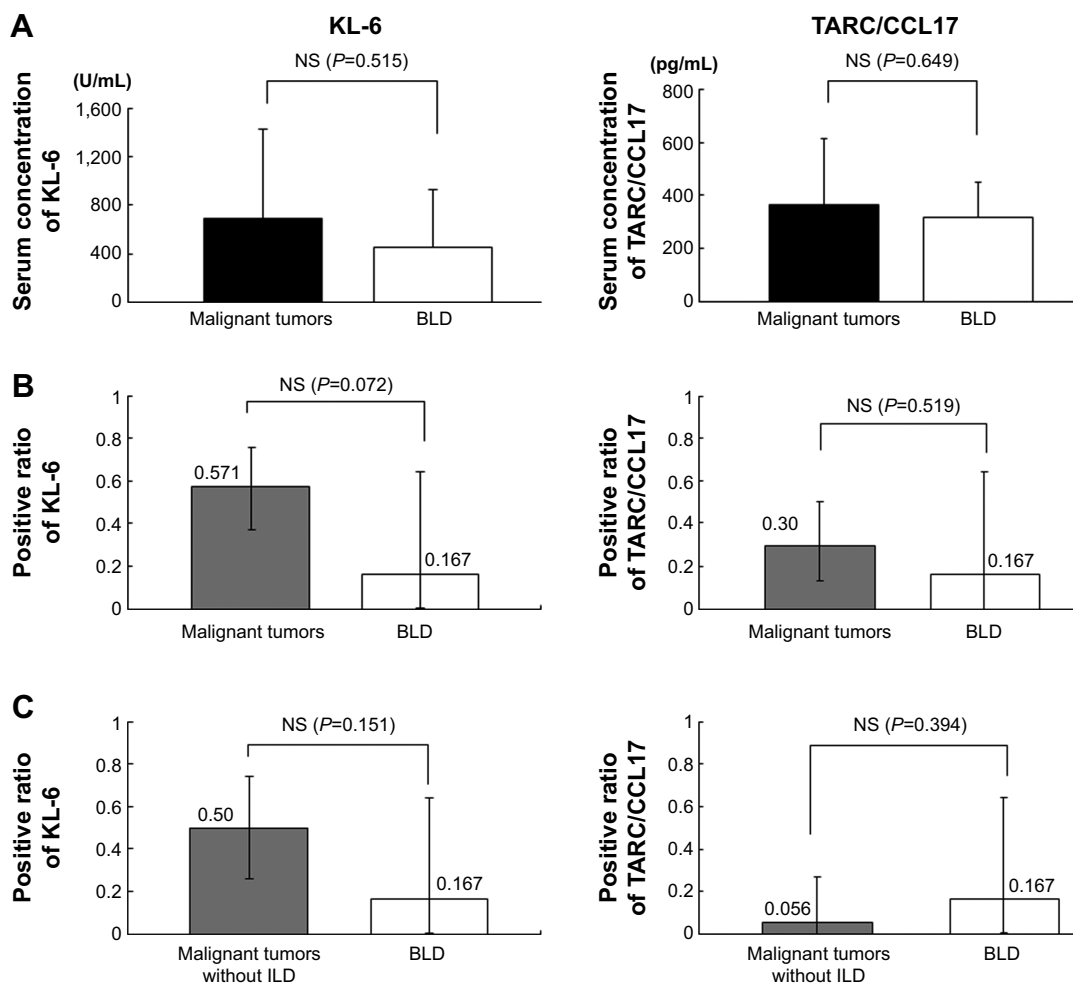 A
KL-6
TARC/CCL17
NS (P=0.515)
(U/mL)
Serum concentration
of KL-6
1,600
1,200
800
400
0
Malignant tumors
BLD
NS (P=0.649)
(pg/mL)
Serum concentration
of TARC/CCL17
800
600
400
200
0
Malignant tumors
BLD
B
NS (P=0.072)
Positive ratio
of KL-6
1
0.8
0.6
0.4
0.2
0
0.571
0.167
Malignant tumors
BLD
NS (P=0.519)
Positive ratio
of TARC/CCL17
1
0.8
0.6
0.4
0.2
0
0.30
0.167
Malignant tumors
BLD
C
NS (P=0.151)
Positive ratio
of KL-6
1
0.8
0.6
0.4
0.2
0
0.50
0.167
Malignant tumors
without ILD
BLD
NS (P=0.394)
Positive ratio
of TARC/CCL17
1
0.8
0.6
0.4
0.2
0
0.056
0.167
Malignant tumors
without ILD
BLD